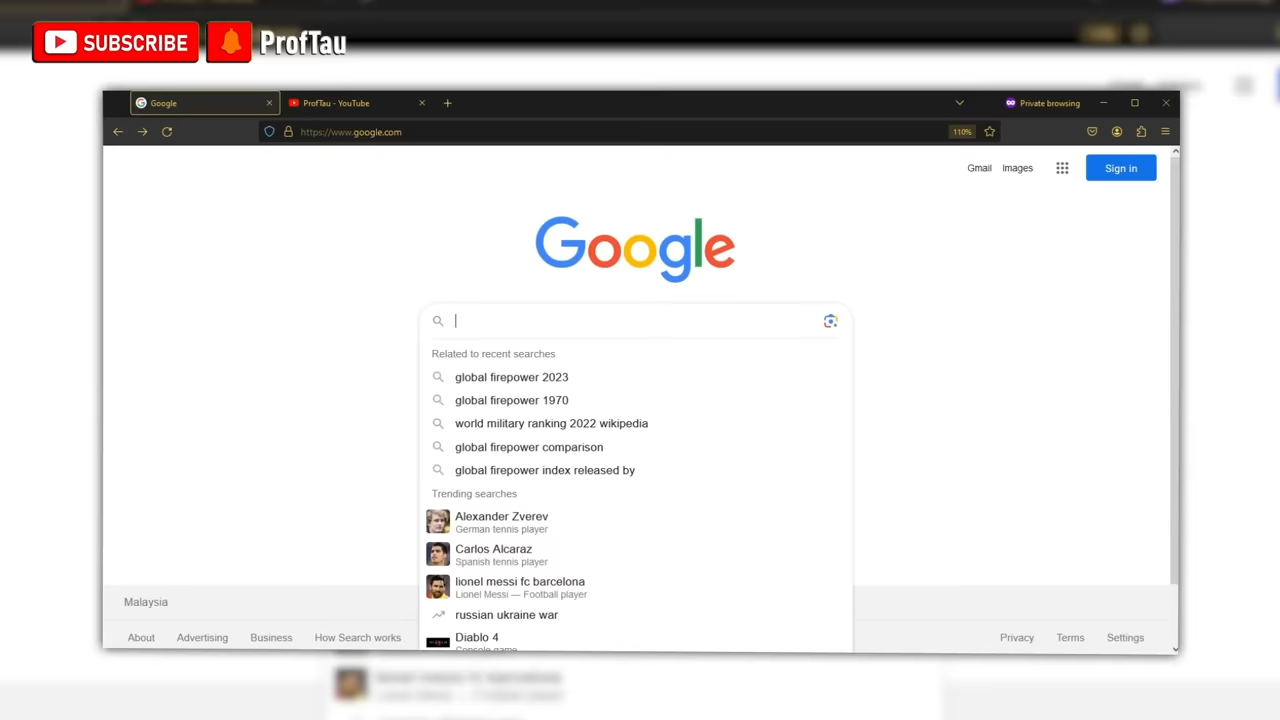 SUBSCRIBE
ProfTau
Google
ProfTau - YouTube
Private browsing
https://www.google.com
110%
Gmail
Images
Sign in
Google
Related to recent searches
global firepower 2023
global firepower 1970
world military ranking 2022 wikipedia
global firepower comparison
global firepower index released by
Trending searches
Alexander Zverev
German tennis player
Carlos Alcaraz
Spanish tennis player
lionel messi fc barcelona
Lionel Messi — Football player
russian ukraine war
Diablo 4
Console game
Malaysia
About
Advertising
Business
How Search works
Privacy
Terms
Settings